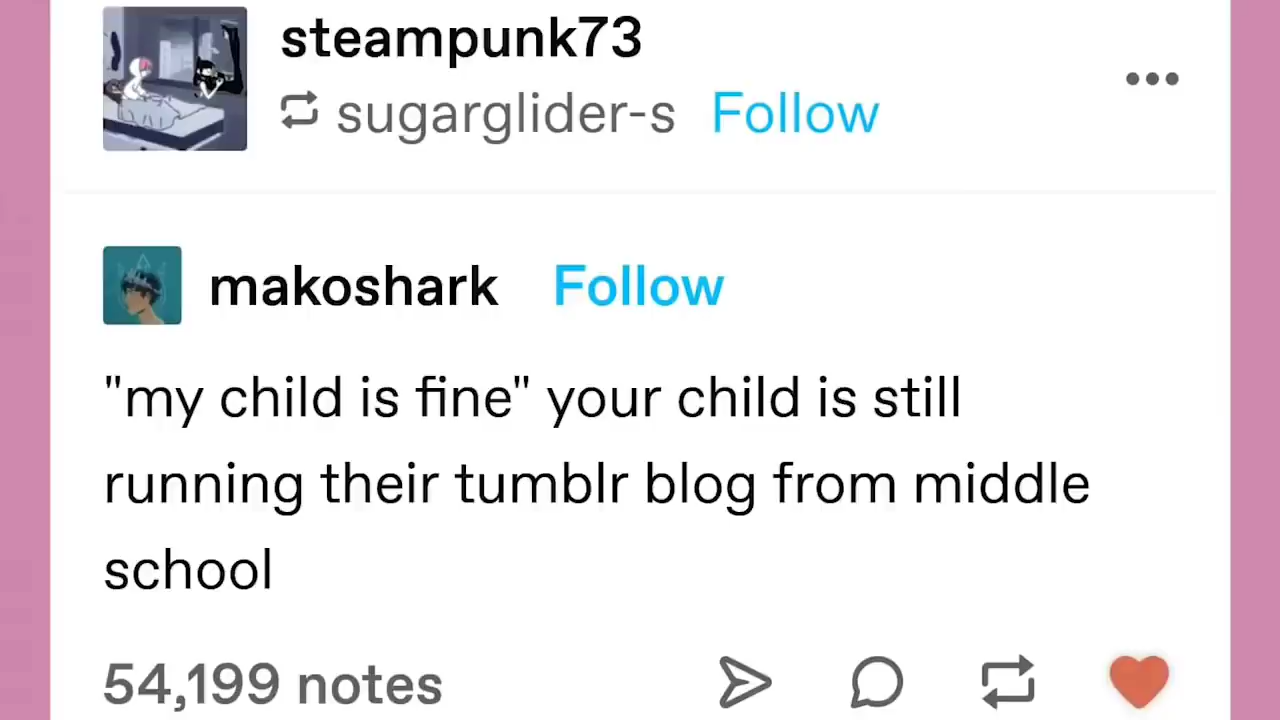 steampunk73
sugarglider-s Follow
makoshark Follow
"my child is fine" your child is still
running their tumblr blog from middle
school
54,199 notes